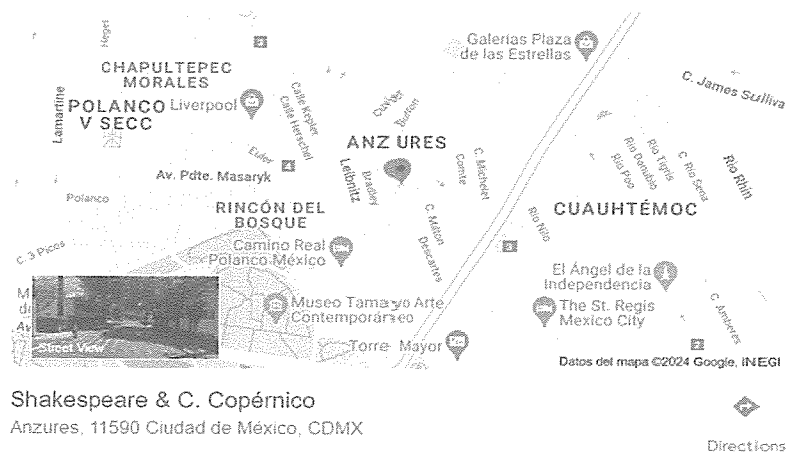 Hegel
Galerías Plaza
de las Estrellas
CHAPULTEPEC
MORALES
Lamartine
POLANCO
V SECC
Liverpool
Calle Kepler
Calle Herschel
Cuvier
Buffon
C. James Sulliva
ANZ URES
Euler
Av. Pdte. Masaryk
Leibnitz
Bradley
Comte
C. Michelet
Río Poo
Río Danubio
Río Tigris
C. Río Sena
Río Rhin
Polanco
RINCÓN DEL
BOSQUE
C. Milton
Descartes
Río Nilo
CUAUHTÉMOC
C. 3 Picos
Camino Real
Polanco México
El Ángel de la
Independencia
Museo Tamayo Arte
Contemporáneo
The St. Regis
Mexico City
C. Amberes
Street View
Torre Mayor
Datos del mapa ©2024 Google, INEGI
Shakespeare & C. Copérnico
Anzures, 11590 Ciudad de México, CDMX
Directions